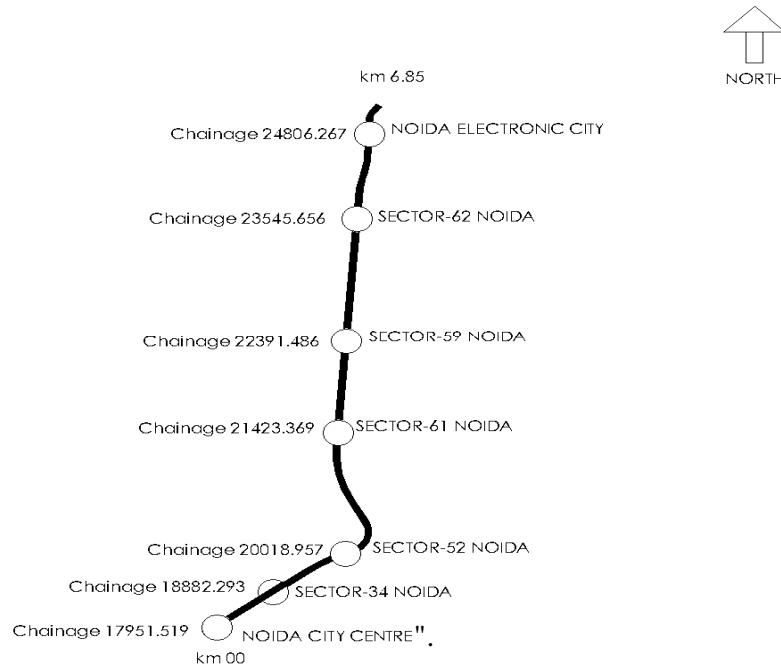 km 6.85
NORTH
Chainage 24806.267 NOIDA ELECTRONIC CITY
Chainage 23545.656 SECTOR-62 NOIDA
Chainage 22391.486 SECTOR-59 NOIDA
Chainage 21423.369 SECTOR-61 NOIDA
Chainage 20018.957 SECTOR-52 NOIDA
Chainage 18882.293 SECTOR-34 NOIDA
Chainage 17951.519 NOIDA CITY CENTRE".
km 00